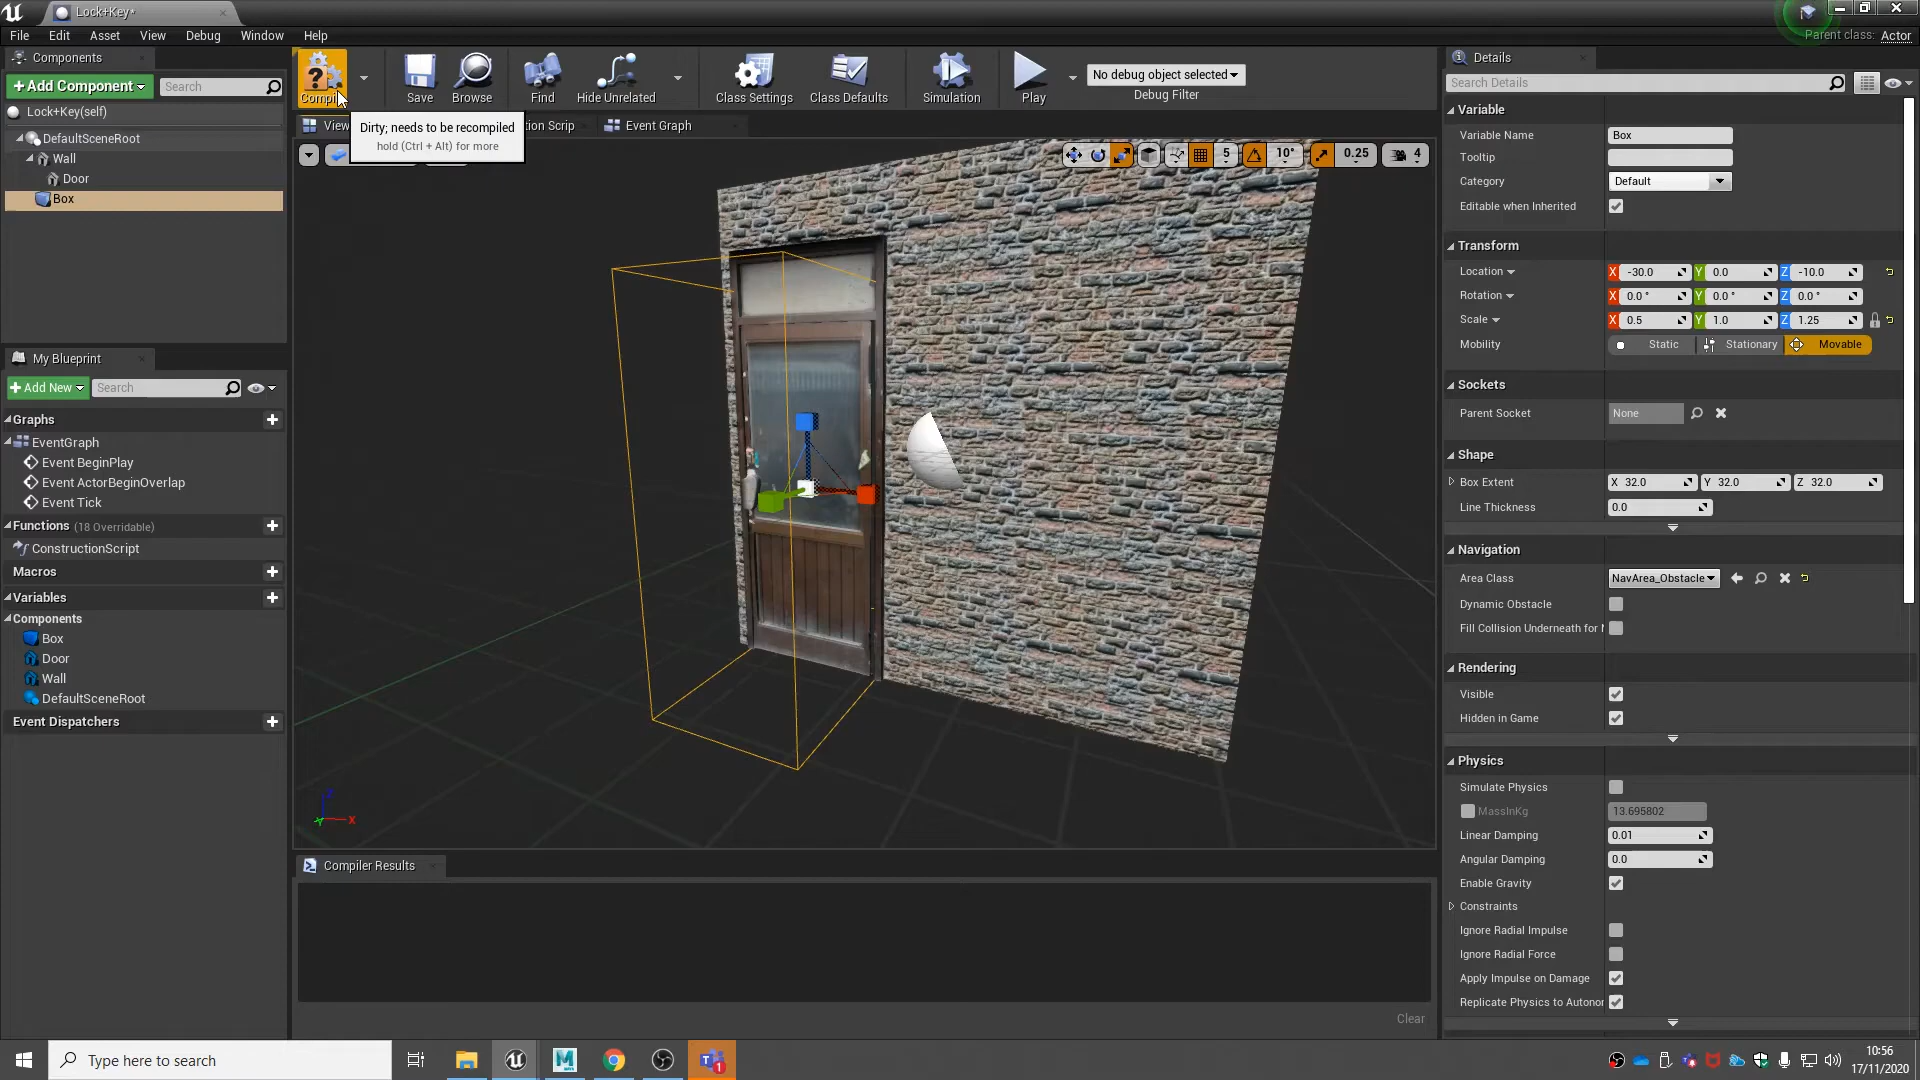 Lock+Key*
File Edit Asset View Debug Window Help
Parent class: Actor
Components
+ Add Component Search
Lock+Key(self)
DefaultSceneRoot
Wall
Door
Box
My Blueprint
+ Add New Search
Graphs
EventGraph
Event BeginPlay
Event ActorBeginOverlap
Event Tick
Functions (18 Overridable)
ConstructionScript
Macros
Variables
Components
Box
Door
Wall
DefaultSceneRoot
Event Dispatchers
Compile Save Browse Find Hide Unrelated Class Settings Class Defaults Simulation Play
No debug object selected
Debug Filter
Dirty; needs to be recompiled
hold (Ctrl + Alt) for more
View tion Scrip Event Graph
5 10° 0.25 4
Z X Y
Compiler Results
Clear
Details
Search Details
Variable
Variable Name Box
Tooltip
Category Default
Editable when Inherited
Transform
Location X -30.0 Y 0.0 Z -10.0
Rotation X 0.0 ° Y 0.0 ° Z 0.0 °
Scale X 0.5 Y 1.0 Z 1.25
Mobility Static Stationary Movable
Sockets
Parent Socket None
Shape
Box Extent X 32.0 Y 32.0 Z 32.0
Line Thickness 0.0
Navigation
Area Class NavArea_Obstacle
Dynamic Obstacle
Fill Collision Underneath for N
Rendering
Visible
Hidden in Game
Physics
Simulate Physics
MassInKg 13.695802
Linear Damping 0.01
Angular Damping 0.0
Enable Gravity
Constraints
Ignore Radial Impulse
Ignore Radial Force
Apply Impulse on Damage
Replicate Physics to Autonor
Type here to search
10:56
17/11/2020